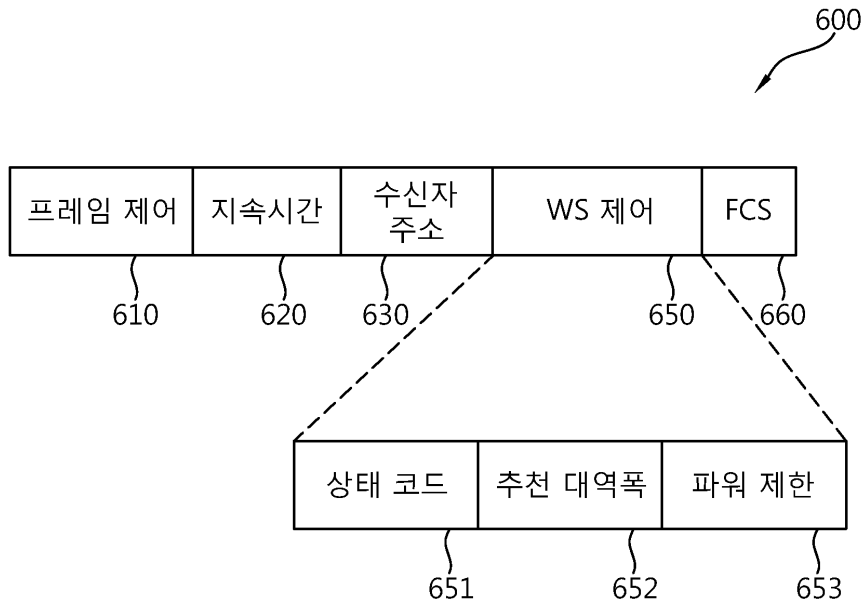 600
프레임 제어
지속시간
수신자
주소
WS 제어
FCS
610
620
630
650
660
상태 코드
추천 대역폭
파워 제한
651
652
653